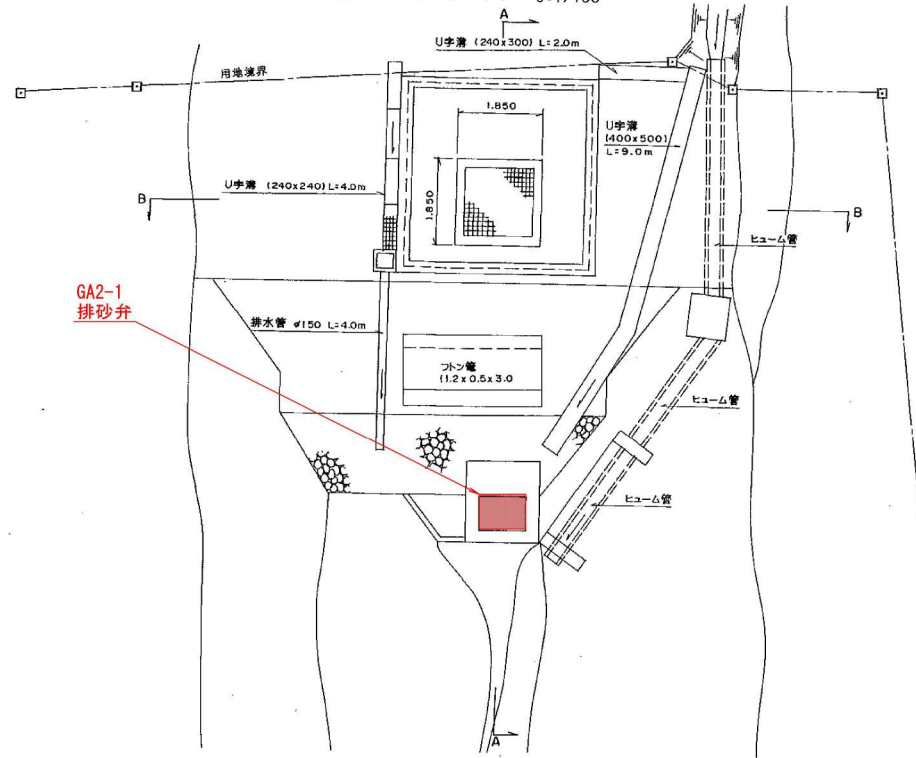 A
U字溝 (240x300) L=2.0m
用地境界
1.850
U字溝
(400x500)
L=9.0m
1.850
U字溝 (240x240) L=4.0m
B
B
ヒューム管
GA2-1
排砂弁
排水管 φ150 L=4.0m
フトン篭
(1.2x0.5x3.0
ヒューム管
ヒューム管
A